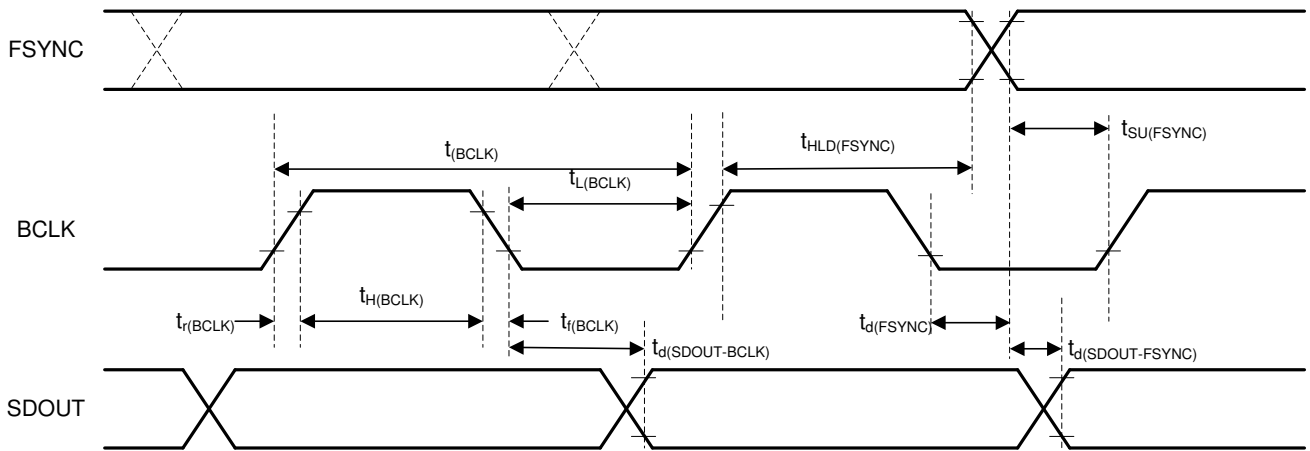 FSYNC
t(BCLK)
tHLD(FSYNC)
tSU(FSYNC)
tL(BCLK)
BCLK
tr(BCLK)
tH(BCLK)
tf(BCLK)
td(FSYNC)
td(SDOUT-BCLK)
td(SDOUT-FSYNC)
SDOUT